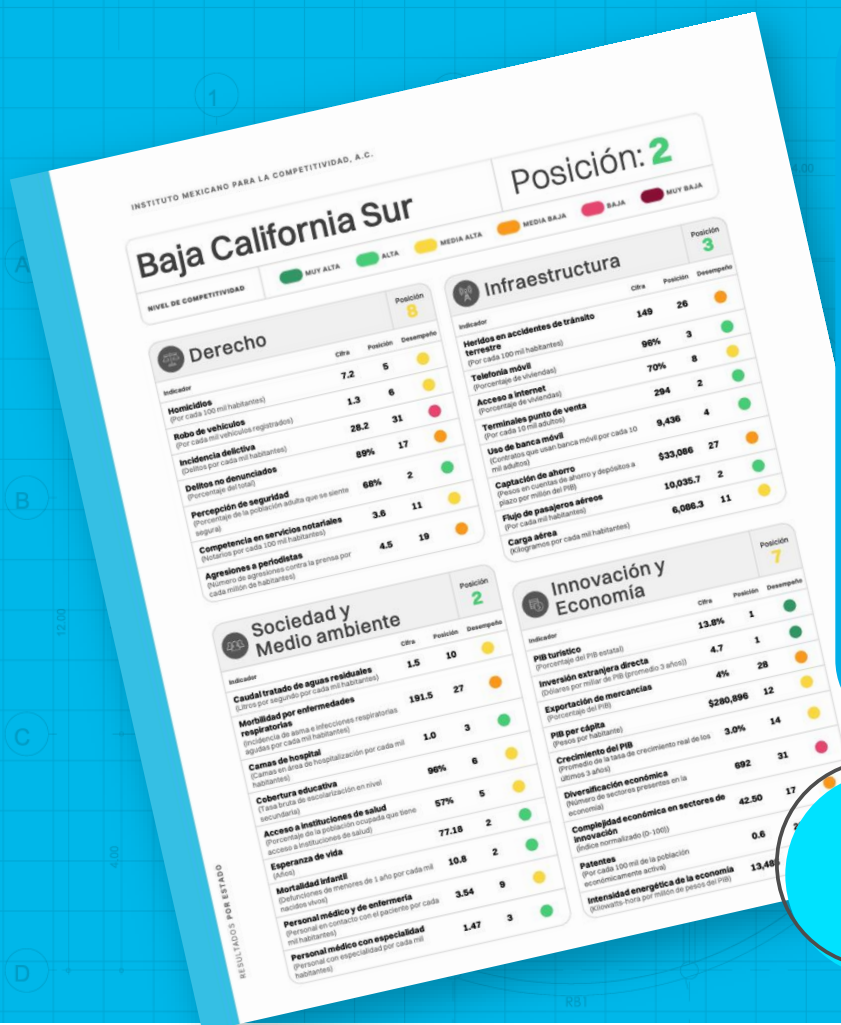 INSTITUTO MEXICANO PARA LA COMPETITIVIDAD, A.C.
Baja California Sur
Posición: 2
NIVEL DE COMPETITIVIDAD
MUY ALTA
ALTA
MEDIA ALTA
MEDIA BAJA
BAJA
MUY BAJA
Derecho
Posición
8
Indicador
Cifra
Posición
Desempeño
Homicidios 7.2 5
(Por cada 100 mil habitantes)
Robo de vehículos 1.3 6
(Por cada mil vehículos registrados)
Incidencia delictiva 28.2 31
(Delitos por cada mil habitantes)
Delitos no denunciados 89% 17
(Porcentaje del total)
Percepción de seguridad 68% 2
(Porcentaje de la población adulta que se siente
segura)
Competencia en servicios notariales 3.6 11
(Notarios por cada 100 mil habitantes)
Agresiones a periodistas 4.5 19
(Número de agresiones contra la prensa por
cada millón de habitantes)
Infraestructura
Posición
3
Indicador
Cifra
Posición
Desempeño
Heridos en accidentes de tránsito
terrestre 149 26
(Por cada 100 mil habitantes)
Telefonía móvil 96% 3
(Porcentaje de viviendas)
Acceso a internet 70% 8
(Porcentaje de viviendas)
Terminales punto de venta 294 2
(Por cada 10 mil adultos)
Uso de banca móvil 9,436 4
(Contratos que usan banca móvil por cada 10
mil adultos)
Captación de ahorro $33,086 27
(Pesos en cuentas de ahorro y depósitos a
plazo por millón del PIB)
Flujo de pasajeros aéreos 10,035.7 2
(Por cada mil habitantes)
Carga aérea 6,086.3 11
(Kilogramos por cada mil habitantes)
Sociedad y
Medio ambiente
Posición
2
Indicador
Cifra
Posición
Desempeño
Caudal tratado de aguas residuales 1.5 10
(Litros por segundo por cada mil habitantes)
Morbilidad por enfermedades
respiratorias 191.5 27
(Incidencia de asma e infecciones respiratorias
agudas por cada mil habitantes)
Camas de hospital 1.0 3
(Camas en área de hospitalización por cada mil
habitantes)
Cobertura educativa 96% 6
(Tasa bruta de escolarización en nivel
secundaria)
Acceso a instituciones de salud 57% 5
(Porcentaje de la población ocupada que tiene
acceso a instituciones de salud)
Esperanza de vida 77.18 2
(Años)
Mortalidad infantil 10.8 2
(Defunciones de menores de 1 año por cada mil
nacidos vivos)
Personal médico y de enfermería 3.54 9
(Personal en contacto con el paciente por cada
mil habitantes)
Personal médico con especialidad 1.47 3
(Personal con especialidad por cada mil
habitantes)
Innovación y
Economía
Posición
7
Indicador
Cifra
Posición
Desempeño
PIB turístico 13.8% 1
(Porcentaje del PIB estatal)
Inversión extranjera directa 4.7 1
(Dólares por millar de PIB (promedio 3 años))
Exportación de mercancías 4% 28
(Porcentaje del PIB)
PIB per cápita $280,896 12
(Pesos por habitante)
Crecimiento del PIB 3.0% 14
(Promedio de la tasa de crecimiento real de los
últimos 3 años)
Diversificación económica 692 31
(Número de sectores presentes en la
economía)
Complejidad económica en sectores de
innovación 42.50 17
(Índice normalizado (0-100))
Patentes 0.6
(Por cada 100 mil de la población
económicamente activa)
Intensidad energética de la economía
(Kilowatts-hora por millón de pesos del PIB)
RESULTADOS POR ESTADO
1
A
B
C
D
12.00
4.00
RB1